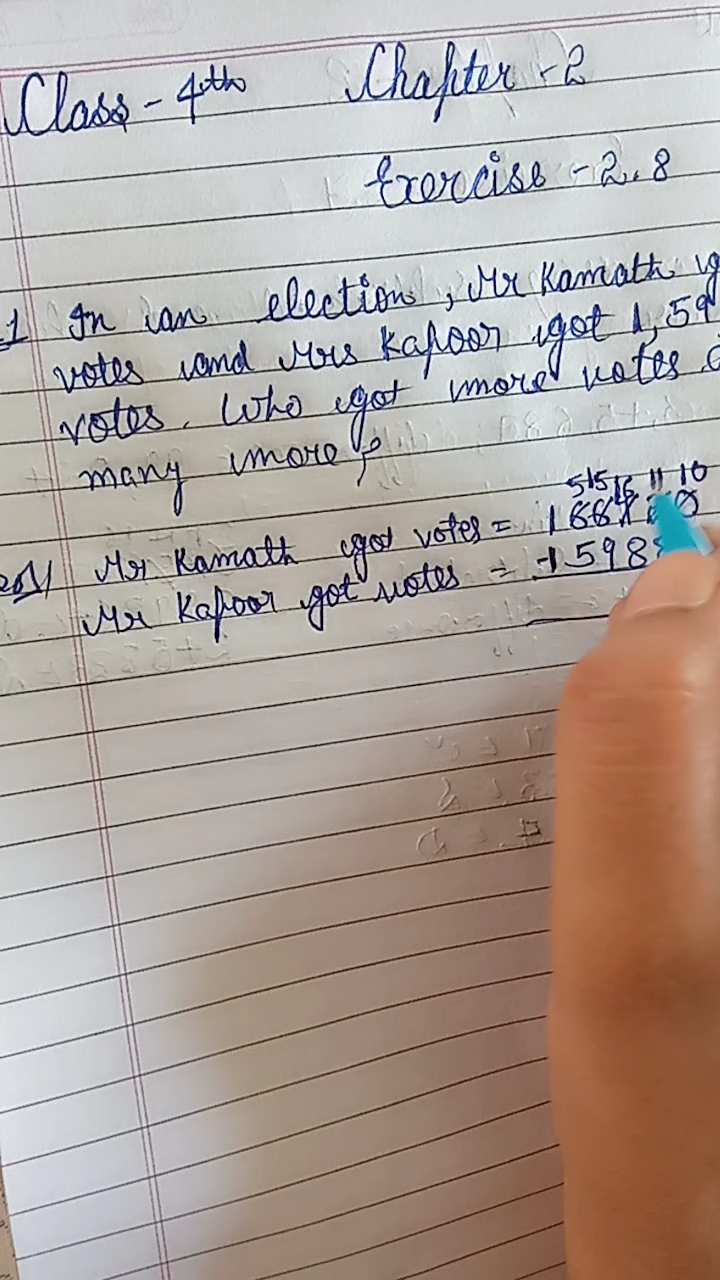 Class - 4th Chapter - 2
Exercise - 2.8
1 In an election, Mr Kamath
votes and Mrs Kapoor got 1,59
votes. Who got more votes
many more?
Mr Kamath got votes =
Mr Kapoor got votes = - 1598